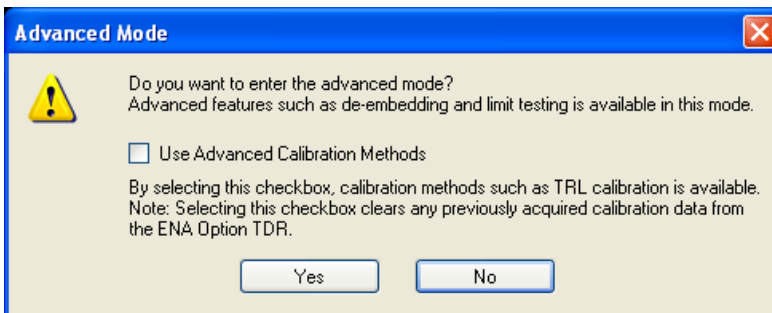 Advanced Mode
Do you want to enter the advanced mode?
Advanced features such as de-embedding and limit testing is available in this mode.
Use Advanced Calibration Methods
By selecting this checkbox, calibration methods such as TRL calibration is available.
Note: Selecting this checkbox clears any previously acquired calibration data from
the ENA Option TDR.
Yes No